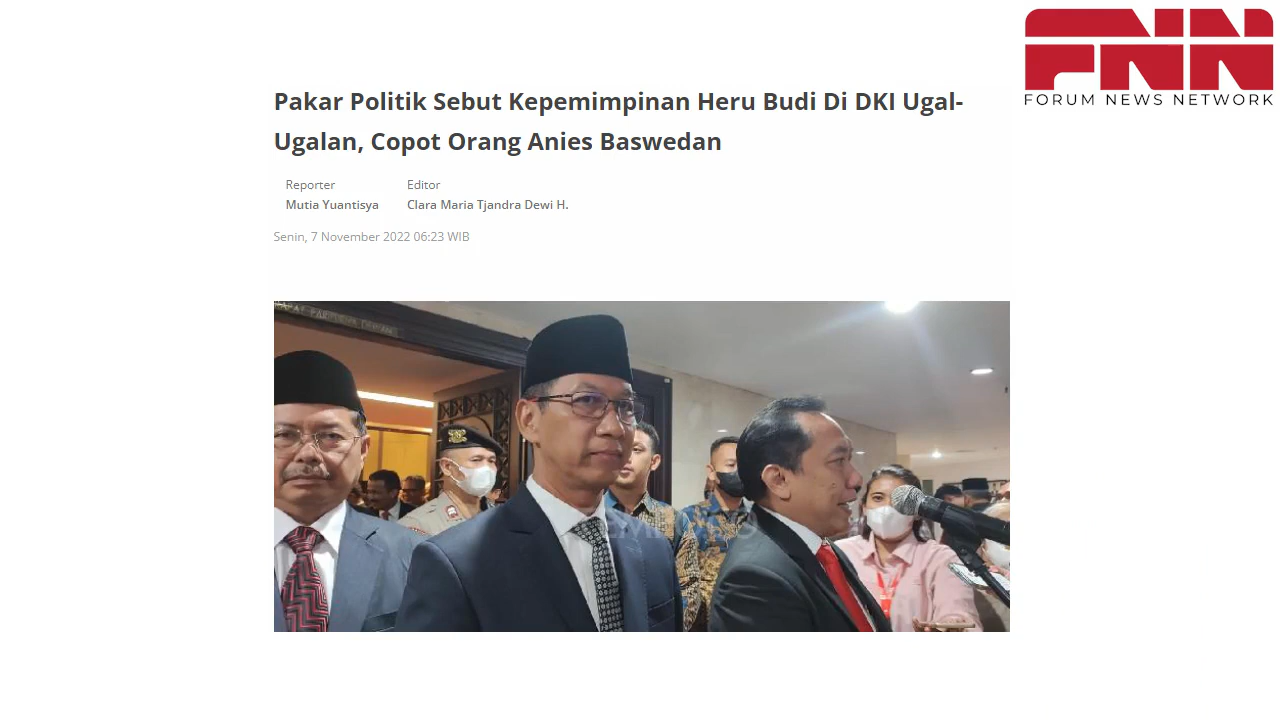 FNN
FORUM NEWS NETWORK
Pakar Politik Sebut Kepemimpinan Heru Budi Di DKI Ugal-
Ugalan, Copot Orang Anies Baswedan
Reporter Editor
Mutia Yuantisya Clara Maria Tjandra Dewi H.
Senin, 7 November 2022 06:23 WIB